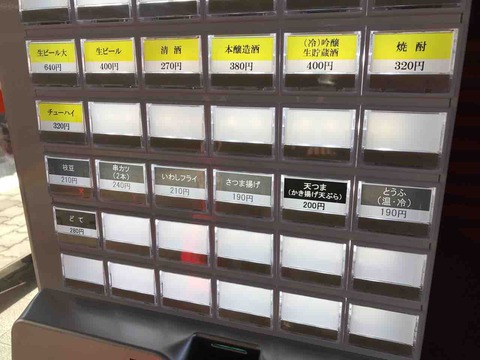 生ビール大
640円
生ビール
400円
清酒
270円
本醸造酒
380円
(冷)吟醸
生貯蔵酒
400円
焼酎
320円
チューハイ
320円
枝豆
210円
串カツ
(2本)
240円
いわしフライ
210円
さつま揚げ
190円
天つま
(かき揚げ天ぷら)
200円
とうふ
(温・冷)
190円
どて
280円